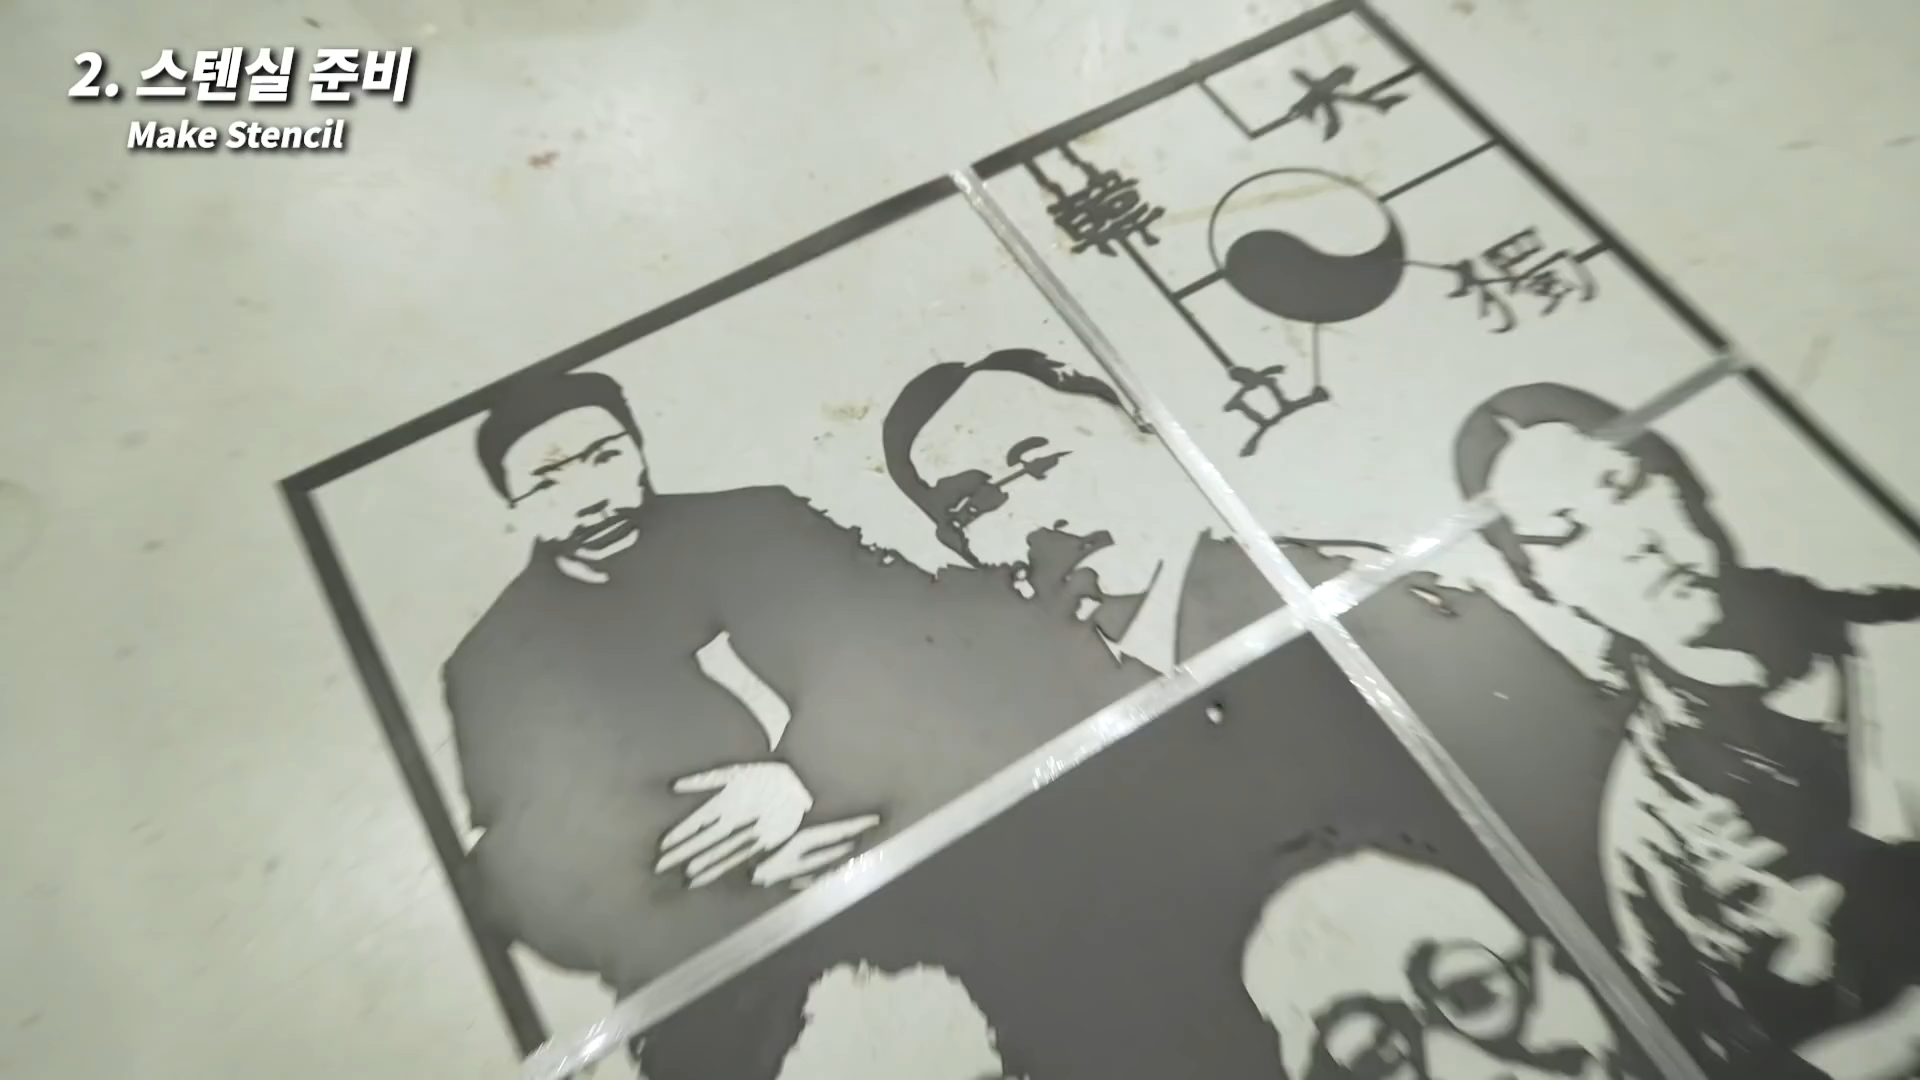 2. 스텐실 준비
Make Stencil
大
韓
獨
立